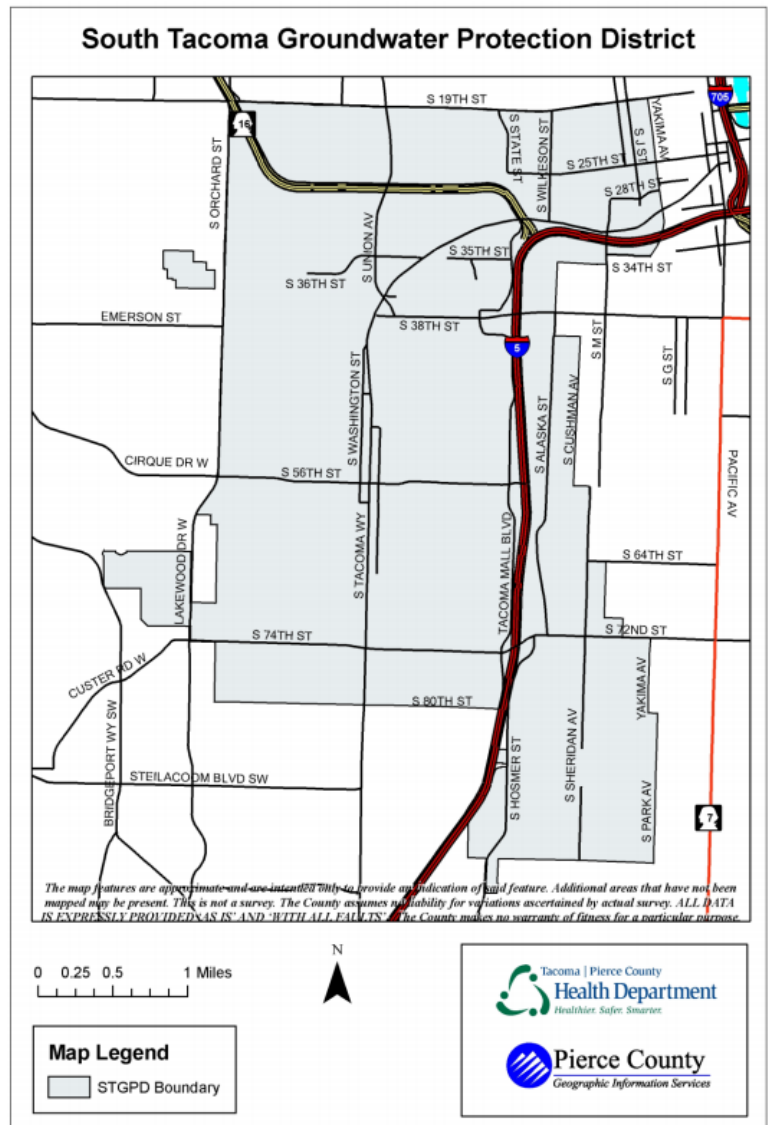 South Tacoma Groundwater Protection District
705
S 19TH ST
16
S STATE ST
S WILKESON ST
S J ST
YAKIMA AV
S ORCHARD ST
S 25TH ST
S 28TH ST
S UNION AV
S 35TH ST
S 34TH ST
S 36TH ST
EMERSON ST
S 38TH ST
5
S M ST
S G ST
S WASHINGTON ST
S ALASKA ST
S CUSHMAN AV
CIRQUE DR W
S 56TH ST
PACIFIC AV
LAKEWOOD DR W
S TACOMA WY
TACOMA MALL BLVD
S 64TH ST
S 74TH ST
S 72ND ST
CUSTER RD W
YAKIMA AV
S 80TH ST
BRIDGEPORT WY SW
STEILACOOM BLVD SW
S HOSMER ST
S SHERIDAN AV
S PARK AV
7
The map features are approximate and are intended only to provide an indication of said feature. Additional areas that have not been
mapped may be present. This is not a survey. The County assumes no liability for variations ascertained by actual survey. ALL DATA
IS EXPRESSLY PROVIDED 'AS IS' AND 'WITH ALL FAULTS'. The County makes no warranty of fitness for a particular purpose.
0 0.25 0.5 1 Miles
N
Tacoma | Pierce County
Health Department
Healthier. Safer. Smarter.
Map Legend
STGPD Boundary
Pierce County
Geographic Information Services